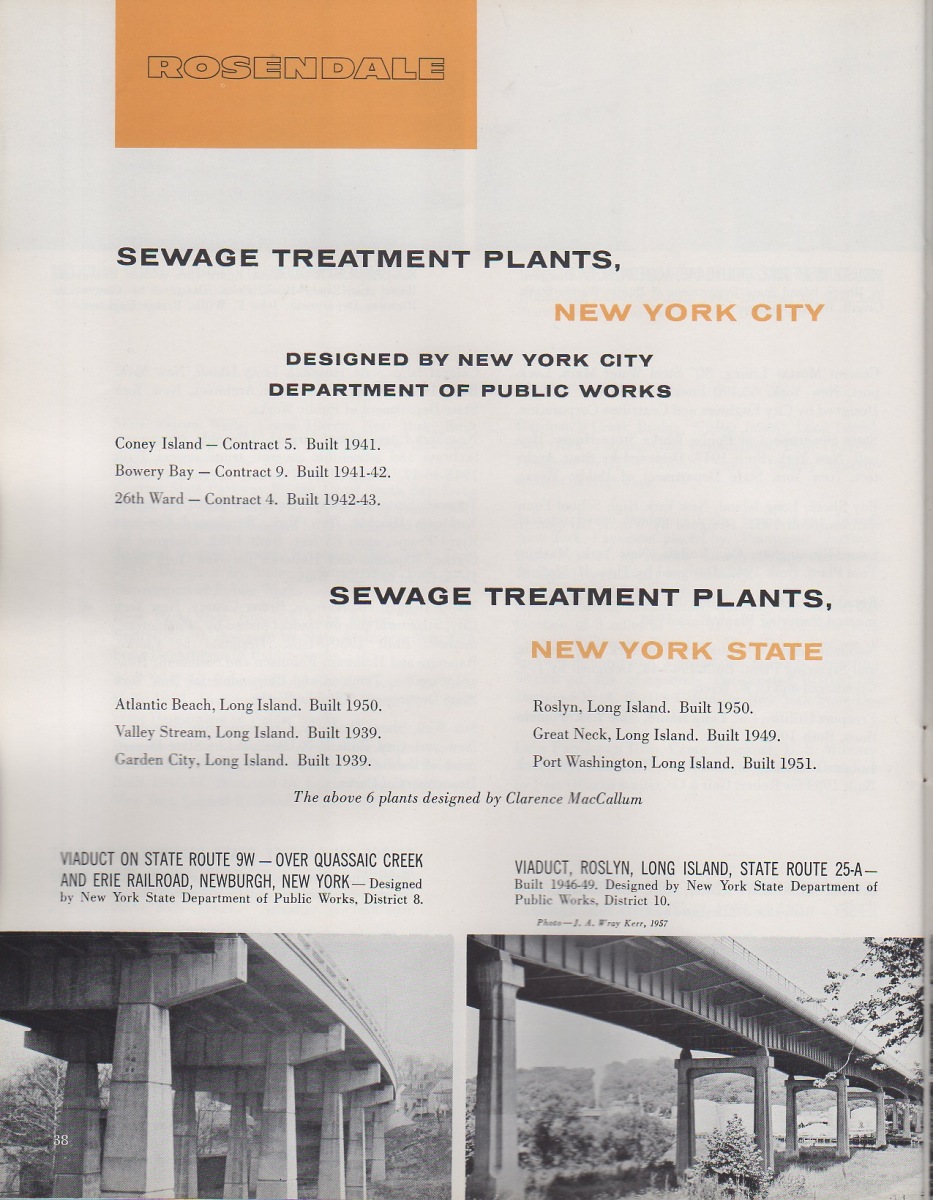 ROSENDALE
SEWAGE TREATMENT PLANTS,
NEW YORK CITY
DESIGNED BY NEW YORK CITY
DEPARTMENT OF PUBLIC WORKS
Coney Island — Contract 5. Built 1941.
Bowery Bay — Contract 9. Built 1941-42.
26th Ward — Contract 4. Built 1942-43.
SEWAGE TREATMENT PLANTS,
NEW YORK STATE
Atlantic Beach, Long Island. Built 1950.
Valley Stream, Long Island. Built 1939.
Garden City, Long Island. Built 1939.
Roslyn, Long Island. Built 1950.
Great Neck, Long Island. Built 1949.
Port Washington, Long Island. Built 1951.
The above 6 plants designed by Clarence MacCallum
VIADUCT ON STATE ROUTE 9W — OVER QUASSAIC CREEK
AND ERIE RAILROAD, NEWBURGH, NEW YORK — Designed
by New York State Department of Public Works, District 8.
VIADUCT, ROSLYN, LONG ISLAND, STATE ROUTE 25-A —
Built 1946-49. Designed by New York State Department of
Public Works, District 10.
Photo—J. A. Wray Kerr, 1957
38